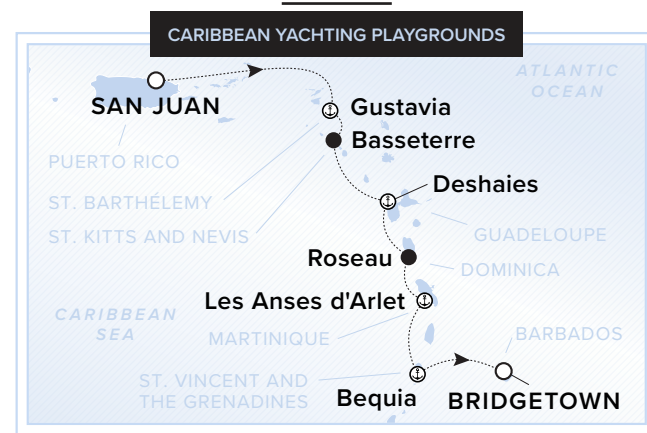 CARIBBEAN YACHTING PLAYGROUNDS
ATLANTIC
OCEAN
SAN JUAN
Gustavia
Basseterre
PUERTO RICO
Deshaies
ST. BARTHÉLEMY
ST. KITTS AND NEVIS
GUADELOUPE
Roseau
DOMINICA
Les Anses d'Arlet
CARIBBEAN
SEA
MARTINIQUE
BARBADOS
ST. VINCENT AND
THE GRENADINES
Bequia
BRIDGETOWN